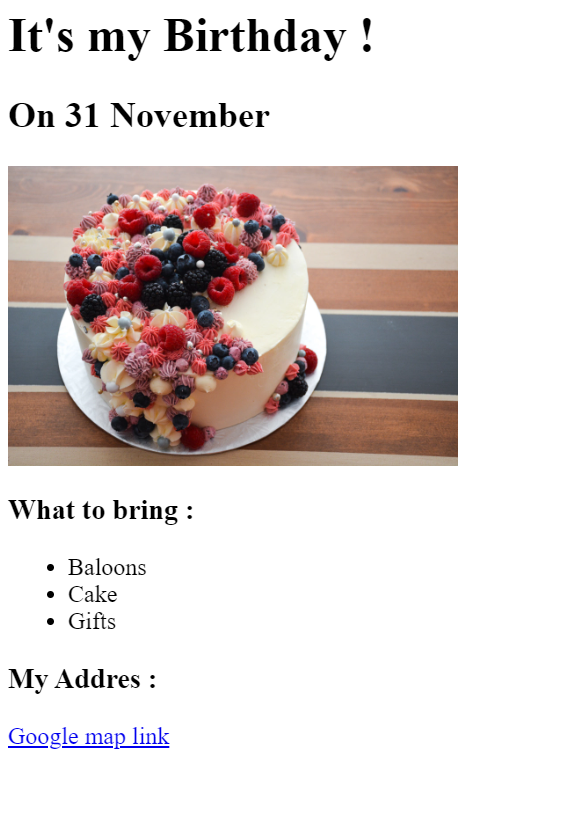 It's my Birthday !
On 31 November
What to bring :
Baloons
Cake
Gifts
My Addres :
Google map link